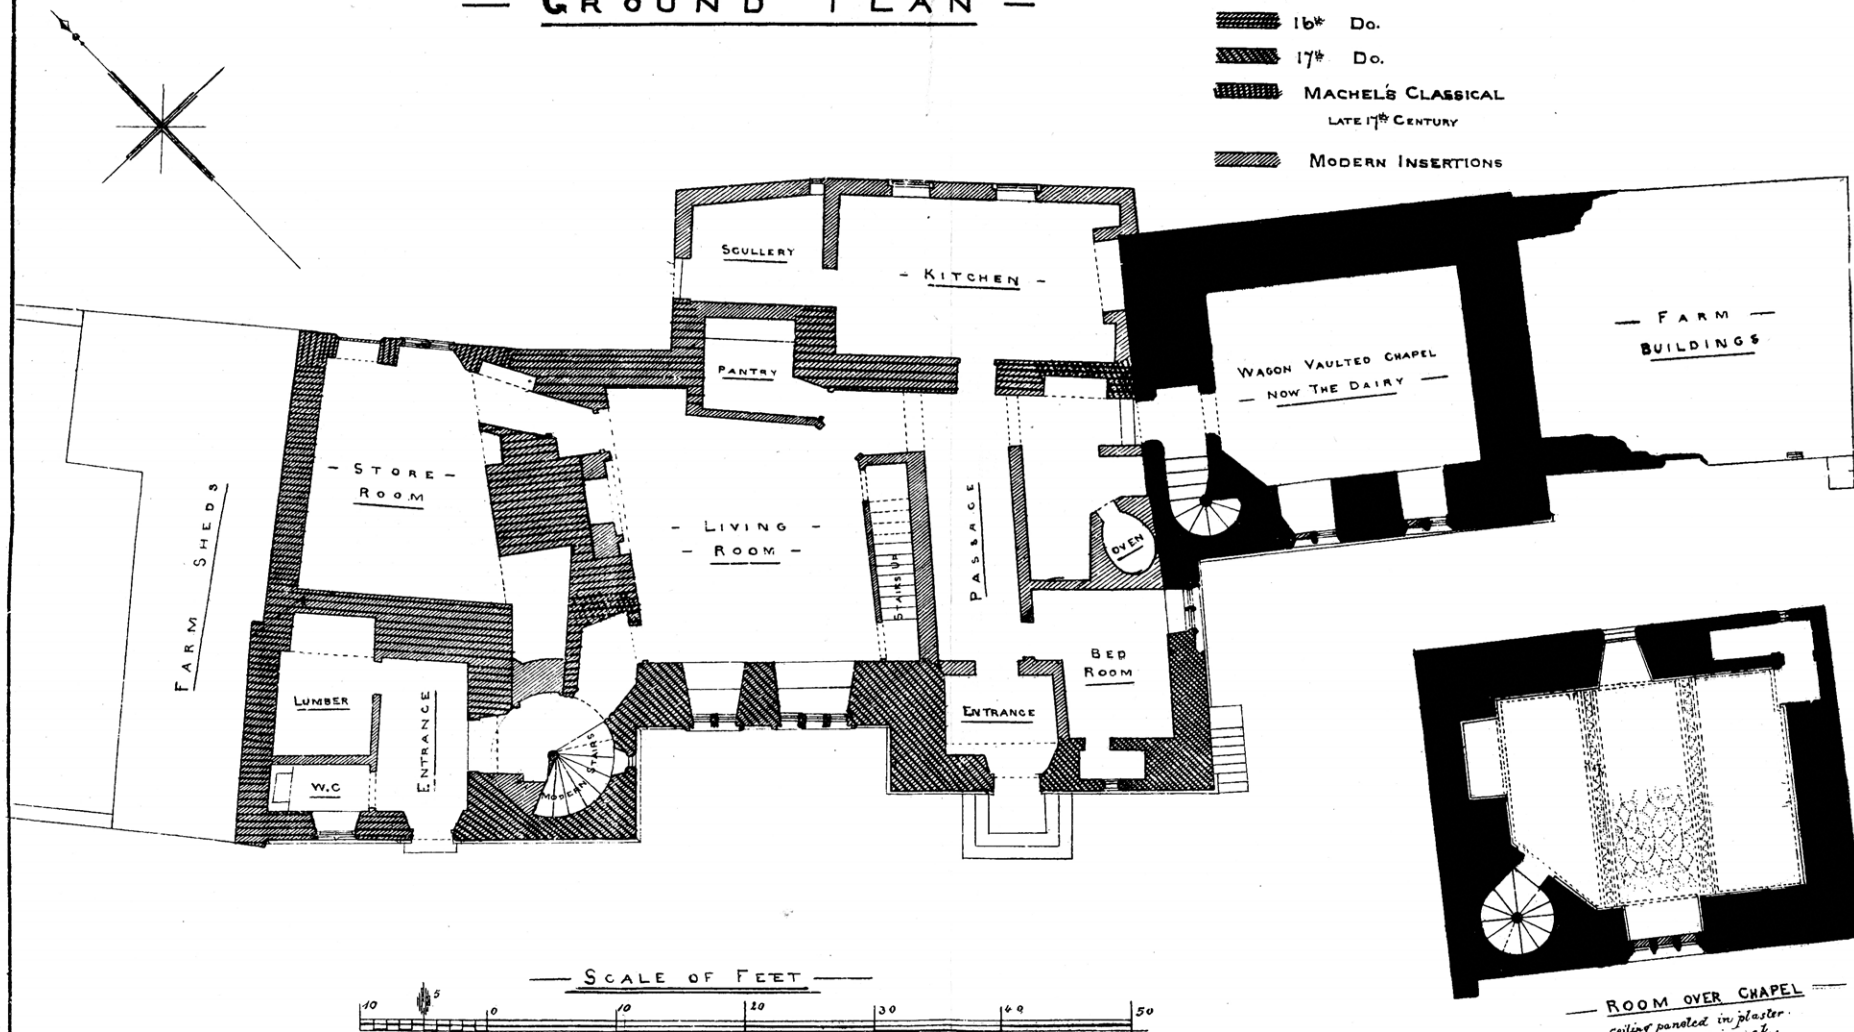 — GROUND PLAN —
16th Do.
17th Do.
MACHEL'S CLASSICAL
LATE 17th CENTURY
MODERN INSERTIONS
SCULLERY
- KITCHEN -
PANTRY
WAGON VAULTED CHAPEL
— NOW THE DAIRY —
— FARM —
BUILDINGS
- STORE -
ROOM
FARM SHEDS
- LIVING -
- ROOM -
STAIRS UP
PASSAGE
OVEN
BED
ROOM
LUMBER
ENTRANCE
W.C
MODERN STAIRS
ENTRANCE
— SCALE OF FEET —
10 5 0 10 20 30 40 50
— ROOM OVER CHAPEL —
ceiling paneled in plaster.